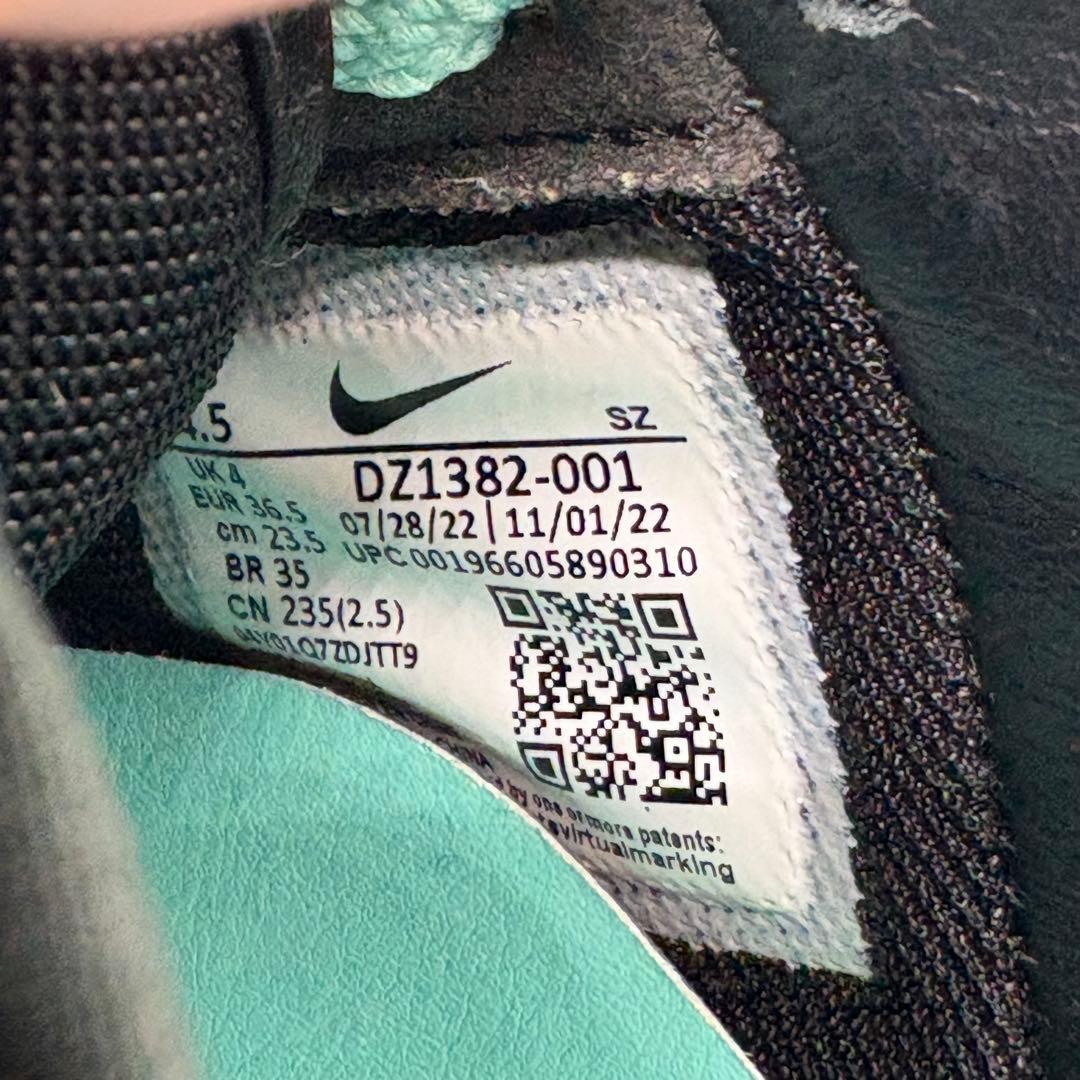 .5 SZ
UK 4 DZ1382-001
EUR 36.5 07/28/22 | 11/01/22
cm 23.5 UPC 00196605890310
BR 35
CN 235(2.5)
Q7ZDJTT9
by one or more patents:
virtualmarking